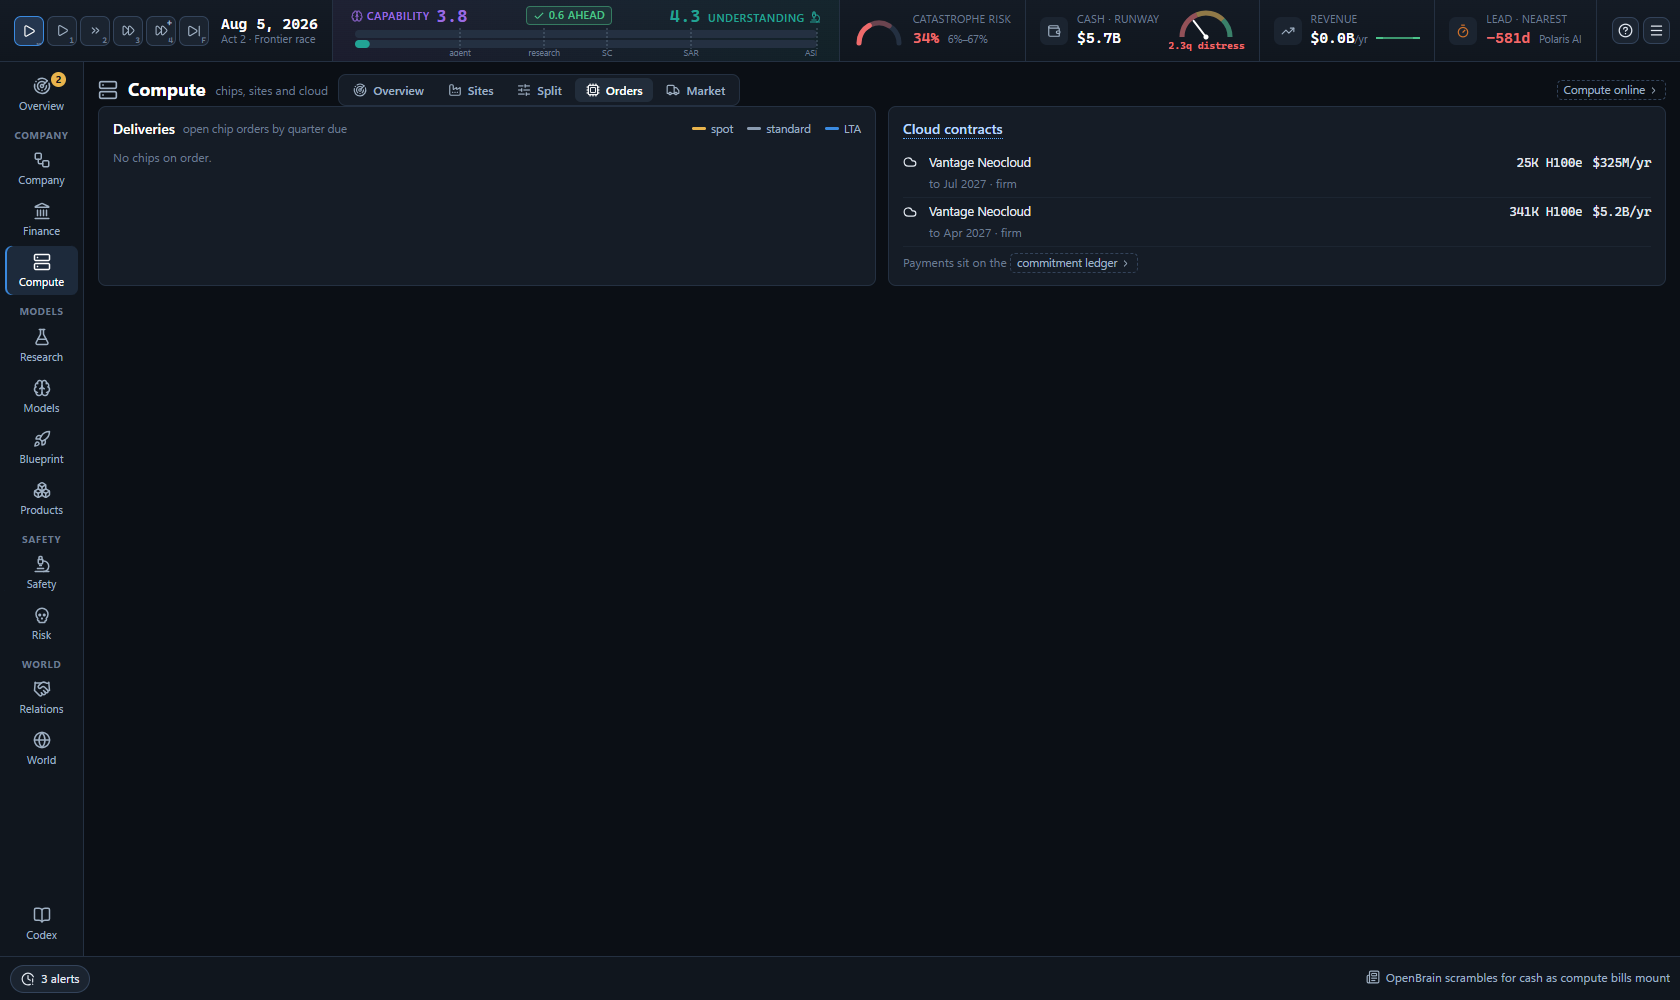 1
2
3
4
F
Aug 5, 2026
Act 2 · Frontier race
CAPABILITY 3.8
0.6 AHEAD
4.3 UNDERSTANDING
agent
research
SC
SAR
ASI
CATASTROPHE RISK
34% 6%–67%
CASH · RUNWAY
$5.7B
2.3q distress
REVENUE
$0.0B/yr
LEAD · NEAREST
−581d Polaris AI
2
Overview
COMPANY
Company
Finance
Compute
MODELS
Research
Models
Blueprint
Products
SAFETY
Safety
Risk
WORLD
Relations
World
Codex
Compute chips, sites and cloud
Overview
Sites
Split
Orders
Market
Compute online ›
Deliveries open chip orders by quarter due
spot
standard
LTA
No chips on order.
Cloud contracts
Vantage Neocloud 25K H100e $325M/yr
to Jul 2027 · firm
Vantage Neocloud 341K H100e $5.2B/yr
to Apr 2027 · firm
Payments sit on the commitment ledger ›
3 alerts
OpenBrain scrambles for cash as compute bills mount